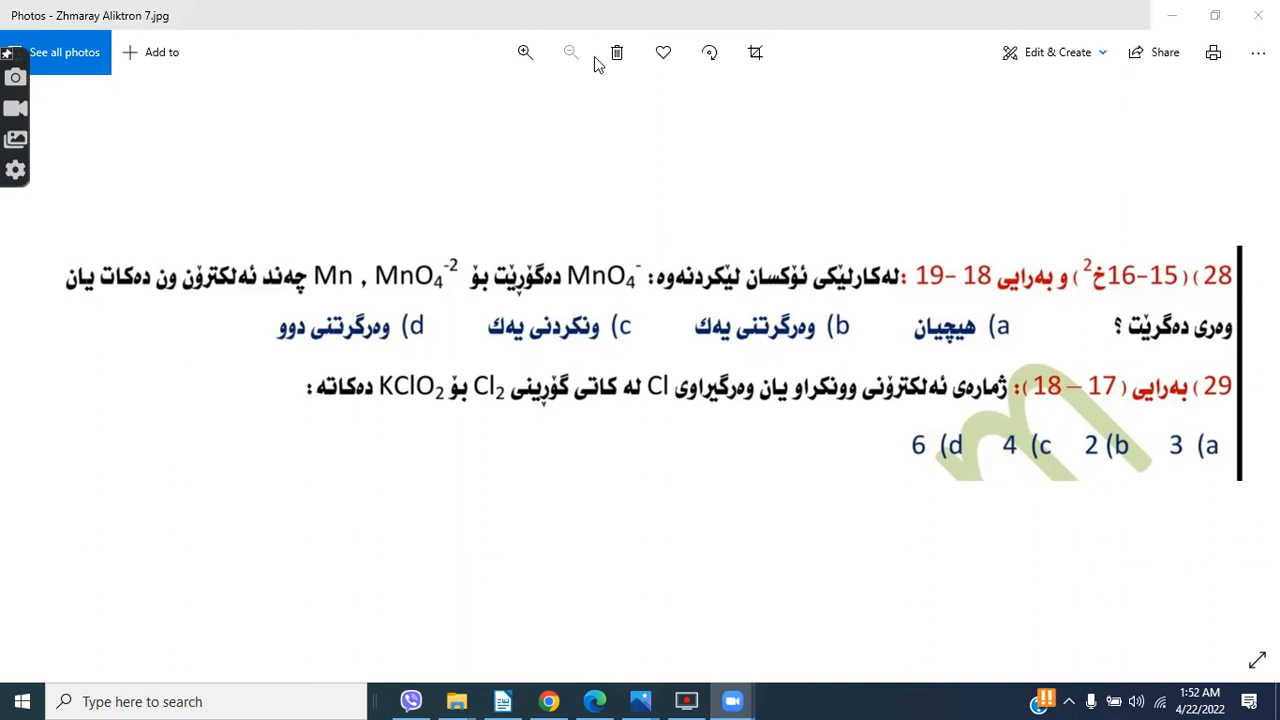 Photos - Zhmaray Aliktron 7.jpg
See all photos
Add to
Edit & Create
Share
28) (15-16خ2) و بەرایی 18 -19 :لەکارلێکی ئۆکسان لێکردنەوە: MnO4- دەگۆڕێت بۆ MnO4-2 , Mn چەند ئەلکترۆن ون دەکات یان
وەری دەگرێت ؟ a) هیچیان b) وەرگرتنی یەك c) ونکردنی یەك d) وەرگرتنی دوو
29) بەرایی (17 – 18): ژمارەی ئەلکترۆنی وونکراو یان وەرگیراوی Cl لە کاتی گۆڕینی Cl2 بۆ KClO2 دەکاتە:
a) 3 b) 2 c) 4 d) 6
m
Type here to search
1:52 AM
4/22/2022